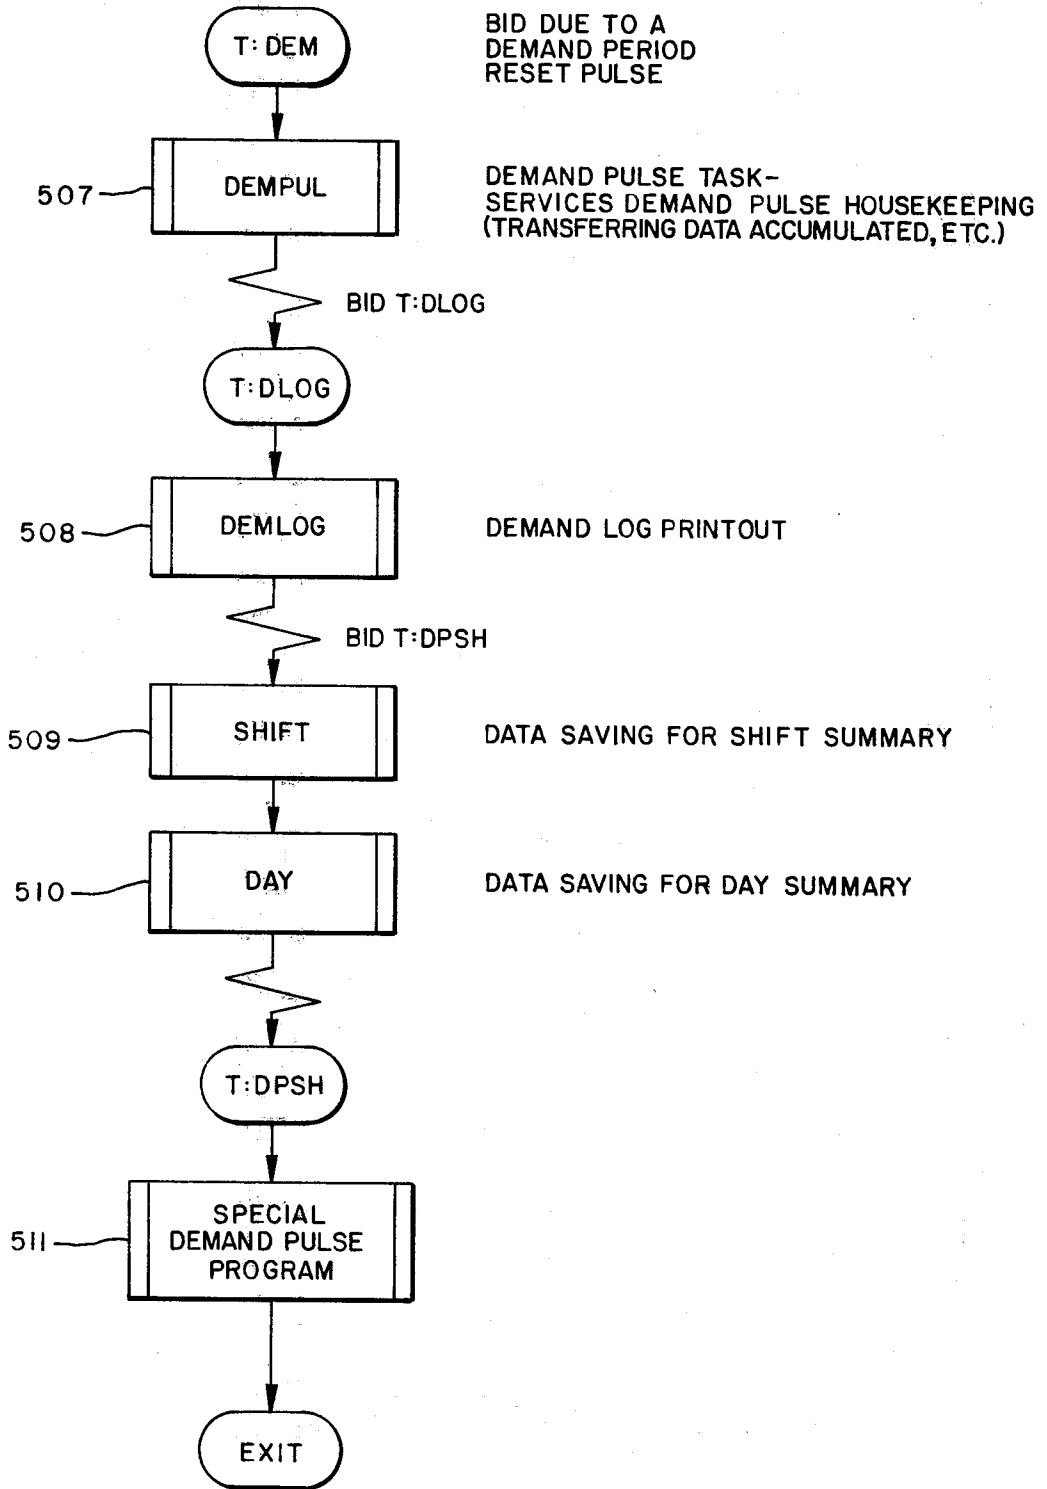 T:DEM
BID DUE TO A
DEMAND PERIOD
RESET PULSE
507
DEMPUL
DEMAND PULSE TASK-
SERVICES DEMAND PULSE HOUSEKEEPING
(TRANSFERRING DATA ACCUMULATED, ETC.)
BID T:DLOG
T:DLOG
508
DEMLOG
DEMAND LOG PRINTOUT
BID T:DPSH
509
SHIFT
DATA SAVING FOR SHIFT SUMMARY
510
DAY
DATA SAVING FOR DAY SUMMARY
T:DPSH
511
SPECIAL
DEMAND PULSE
PROGRAM
EXIT